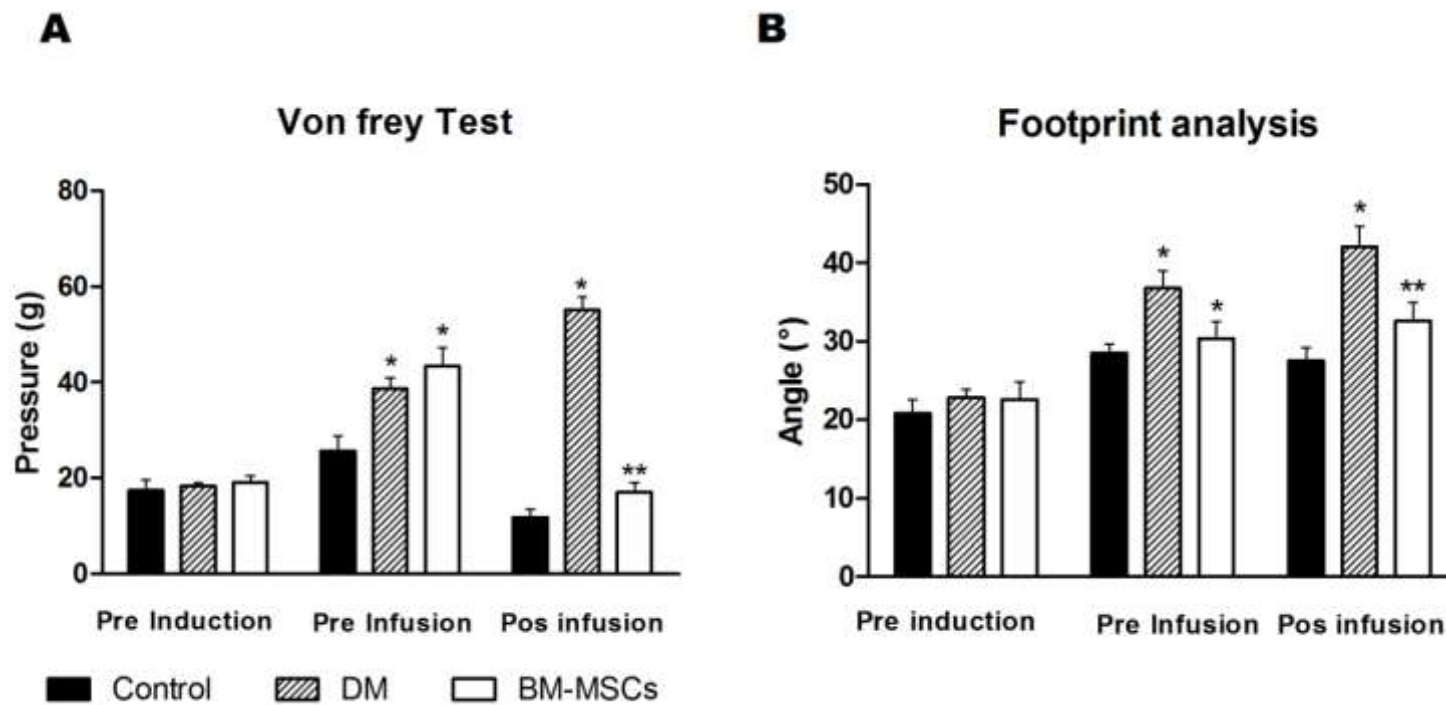 A
Von frey Test
Pressure (g)
80
60
40
20
0
*
*
*
**
Pre Induction Pre Infusion Pos infusion
Control DM BM-MSCs
B
Footprint analysis
Angle (°)
50
40
30
20
10
0
*
*
*
**
Pre induction Pre Infusion Pos infusion